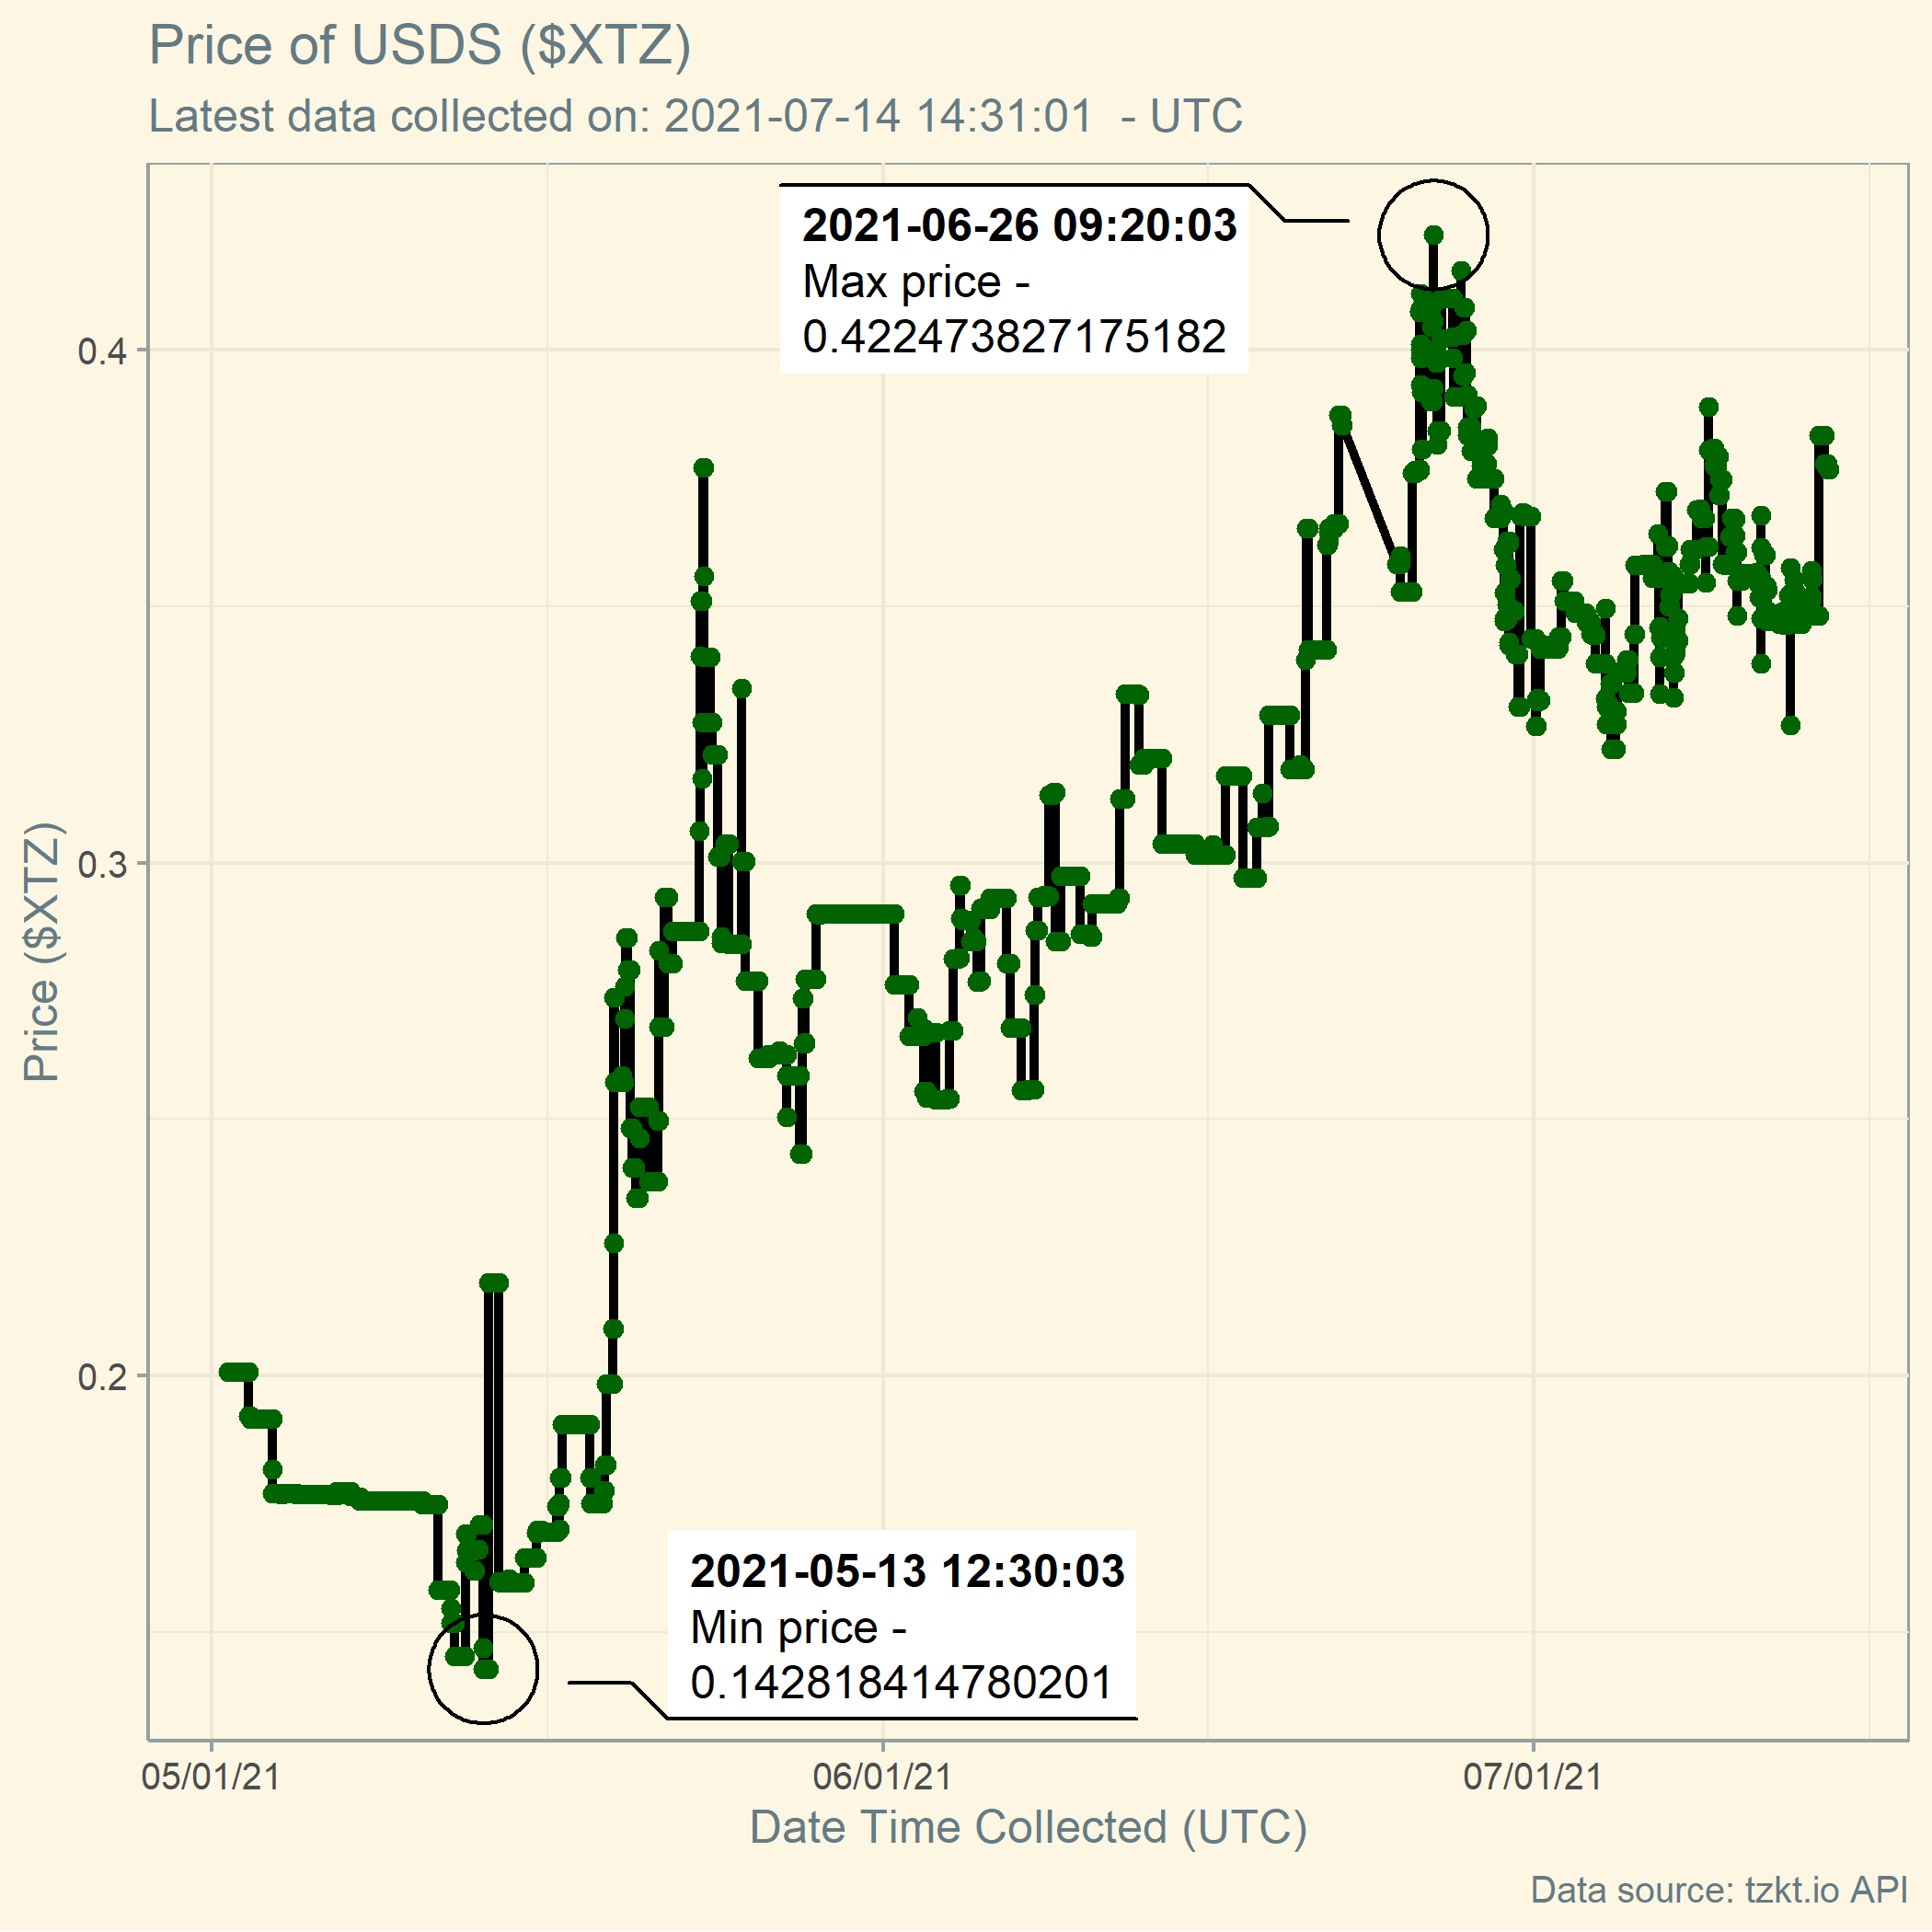 Price of USDS ($XTZ)
Latest data collected on: 2021-07-14 14:31:01  - UTC
2021-06-26 09:20:03
Max price -
0.422473827175182
0.4
0.3
0.2
Price ($XTZ)
2021-05-13 12:30:03
Min price -
0.142818414780201
05/01/21
06/01/21
07/01/21
Date Time Collected (UTC)
Data source: tzkt.io API